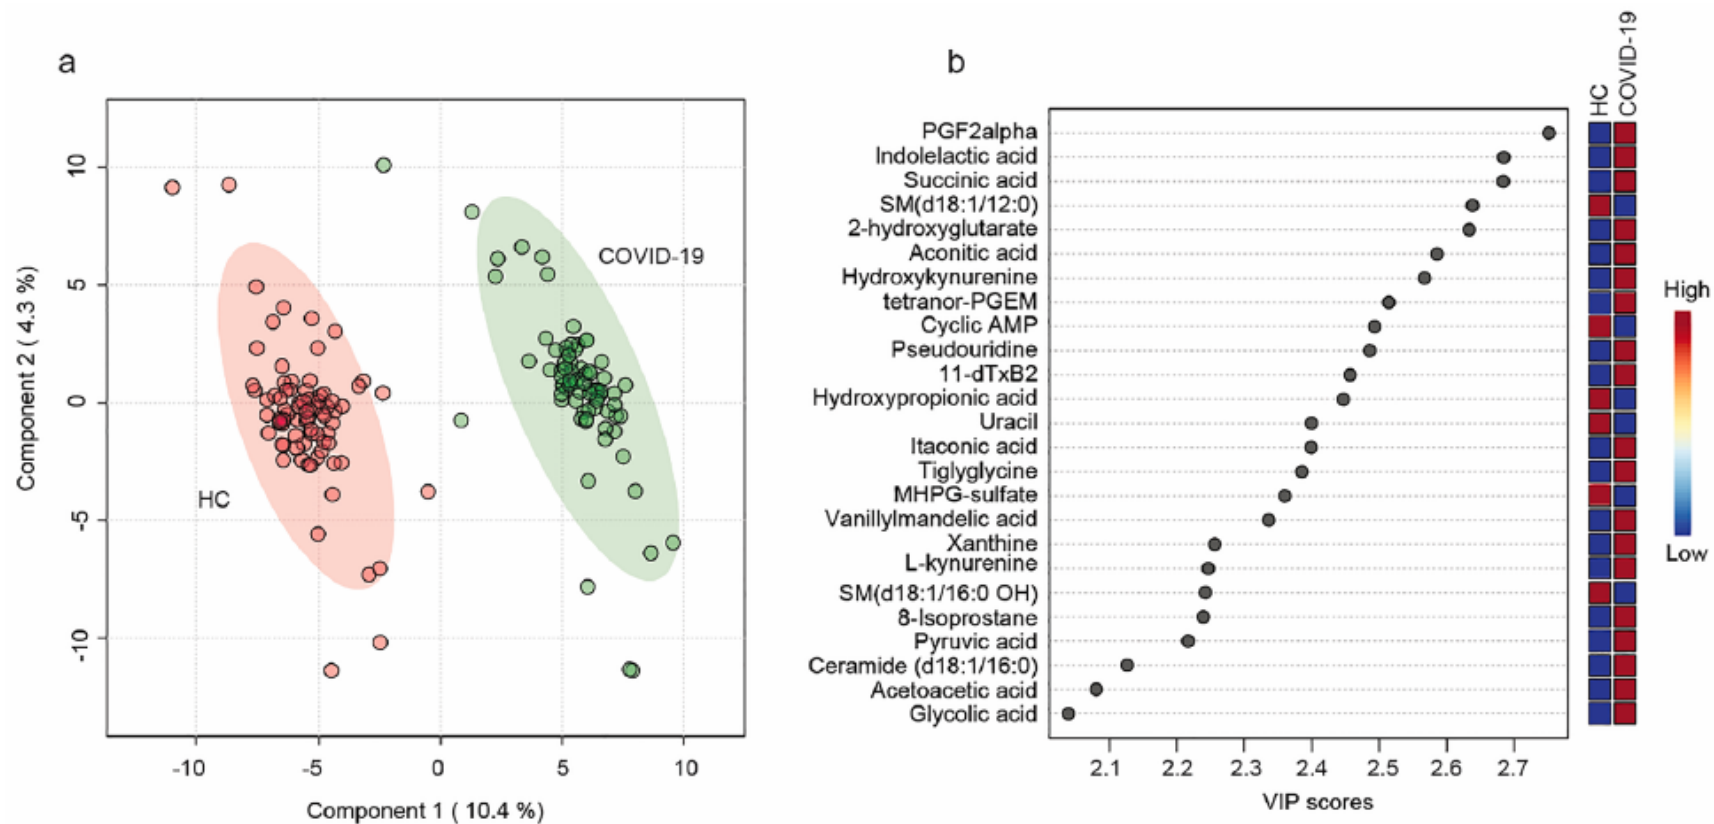 a
Component 2 ( 4.3 %)
10
5
0
-5
-10
COVID-19
HC
-10
-5
0
5
10
Component 1 ( 10.4 %)
b
HC
COVID-19
PGF2alpha
Indolelactic acid
Succinic acid
SM(d18:1/12:0)
2-hydroxyglutarate
Aconitic acid
Hydroxykynurenine
tetranor-PGEM
Cyclic AMP
Pseudouridine
11-dTxB2
Hydroxypropionic acid
Uracil
Itaconic acid
Tiglyglycine
MHPG-sulfate
Vanillylmandelic acid
Xanthine
L-kynurenine
SM(d18:1/16:0 OH)
8-Isoprostane
Pyruvic acid
Ceramide (d18:1/16:0)
Acetoacetic acid
Glycolic acid
2.1
2.2
2.3
2.4
2.5
2.6
2.7
VIP scores
High
Low